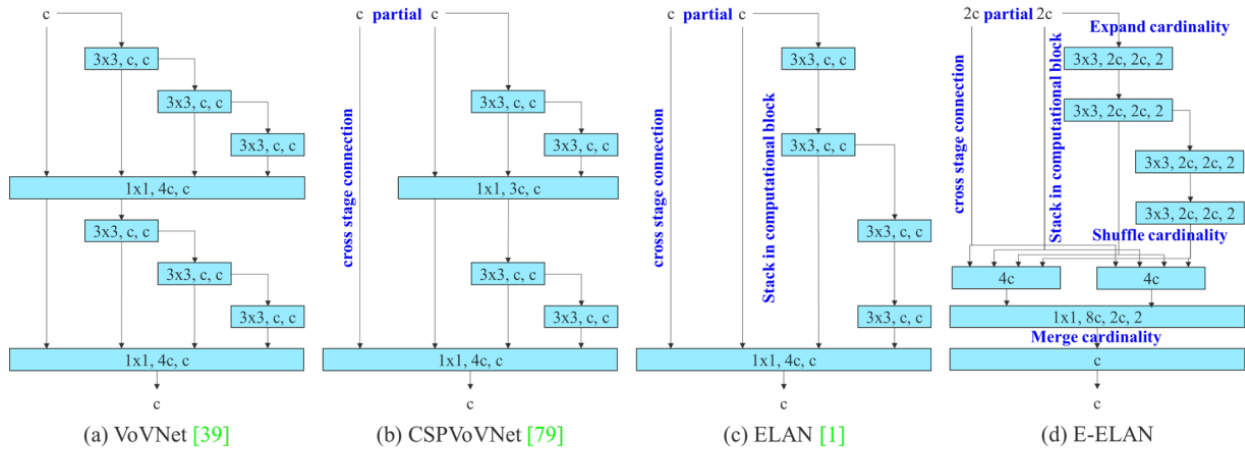 c
3x3, c, c
3x3, c, c
3x3, c, c
1x1, 4c, c
3x3, c, c
3x3, c, c
3x3, c, c
1x1, 4c, c
c
(a) VoVNet [39]
c partial c
cross stage connection
3x3, c, c
3x3, c, c
1x1, 3c, c
3x3, c, c
3x3, c, c
1x1, 4c, c
c
(b) CSPVoVNet [79]
c partial c
cross stage connection
Stack in computational block
3x3, c, c
3x3, c, c
3x3, c, c
3x3, c, c
1x1, 4c, c
c
(c) ELAN [1]
2c partial 2c
Expand cardinality
cross stage connection
Stack in computational block
3x3, 2c, 2c, 2
3x3, 2c, 2c, 2
3x3, 2c, 2c, 2
3x3, 2c, 2c, 2
Shuffle cardinality
4c
4c
1x1, 8c, 2c, 2
Merge cardinality
c
c
(d) E-ELAN